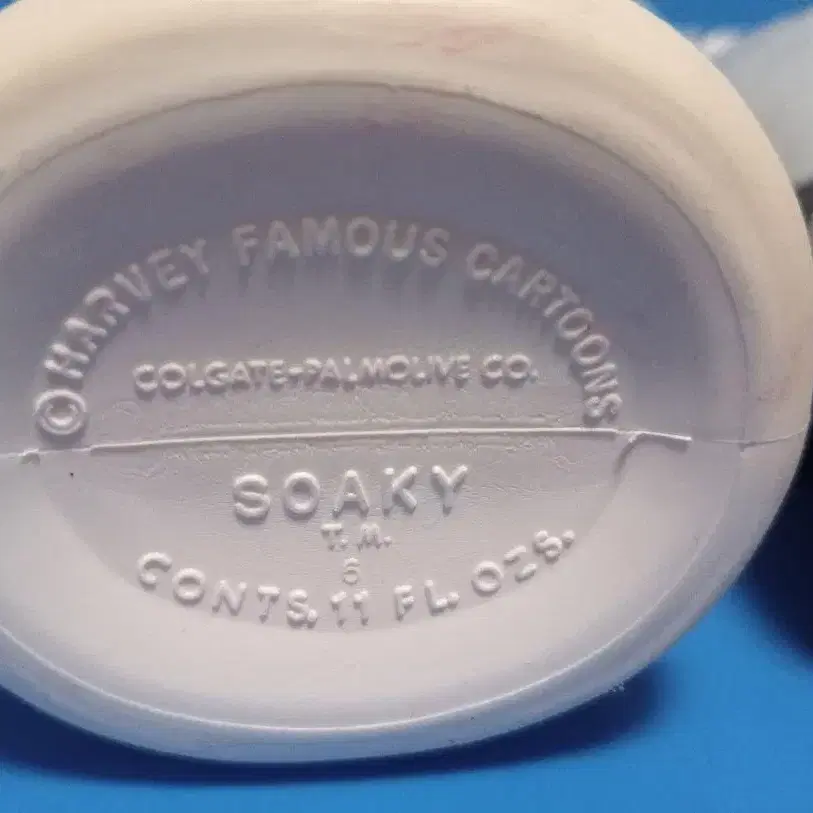 © HARVEY FAMOUS CARTOONS
COLGATE-PALMOLIVE CO.
SOAKY
T.M.
6
CONTS. 11 FL. OZS.